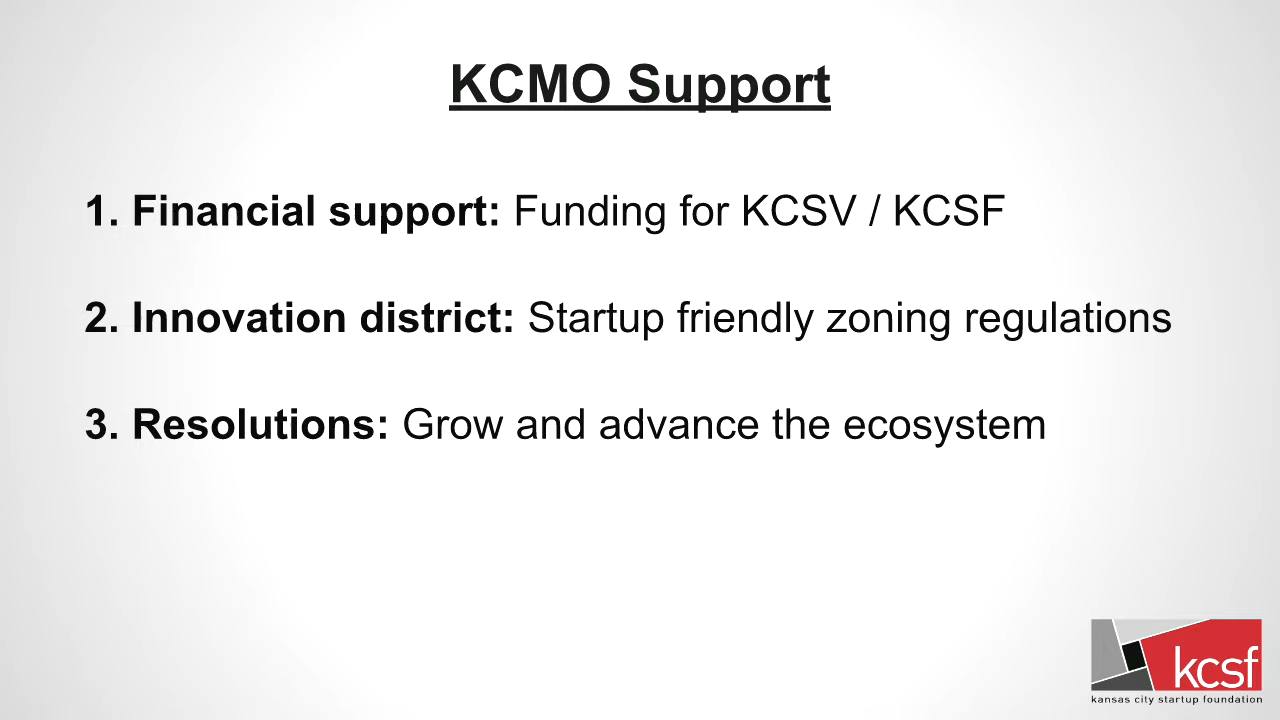 KCMO Support
1. Financial support: Funding for KCSV / KCSF
2. Innovation district: Startup friendly zoning regulations
3. Resolutions: Grow and advance the ecosystem
kcsf
kansas city startup foundation